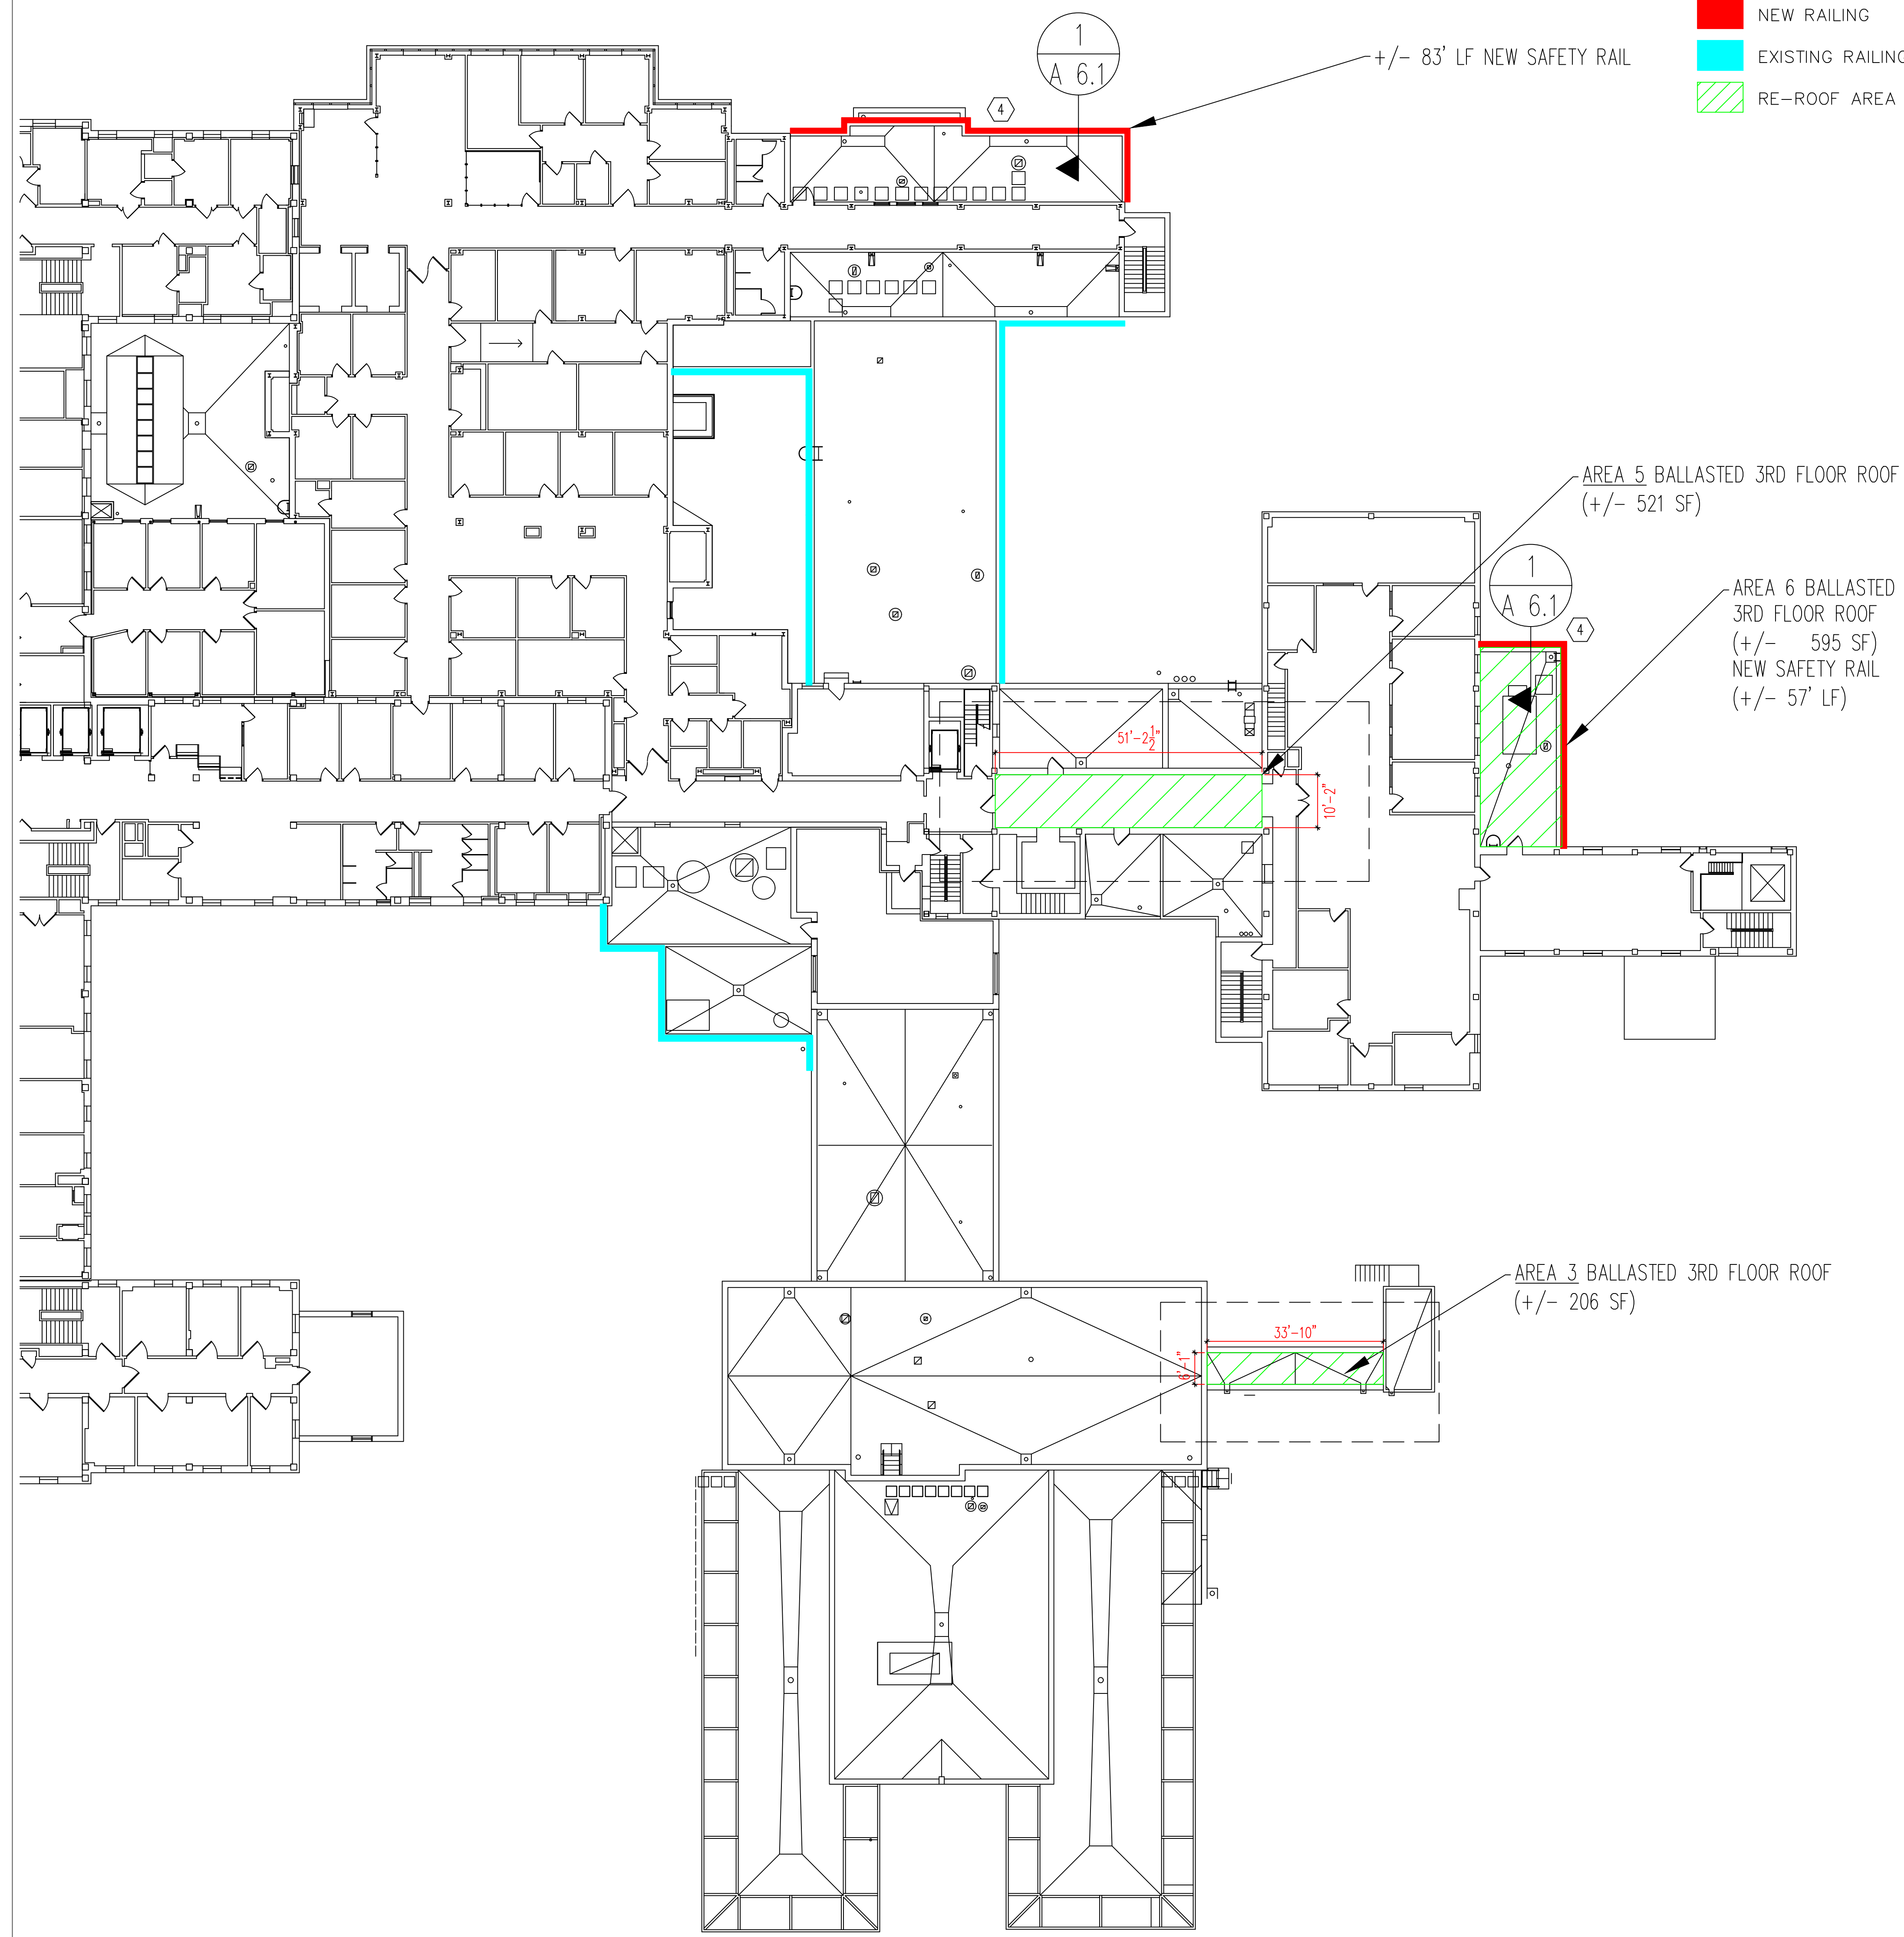 NEW RAILING
EXISTING RAILING
RE-ROOF AREA
1
A 6.1
+/- 83' LF NEW SAFETY RAIL
4
AREA 5 BALLASTED 3RD FLOOR ROOF
(+/- 521 SF)
1
A 6.1
4
AREA 6 BALLASTED
3RD FLOOR ROOF
(+/- 595 SF)
NEW SAFETY RAIL
(+/- 57' LF)
51'-2½"
10'-2"
AREA 3 BALLASTED 3RD FLOOR ROOF
(+/- 206 SF)
33'-10"
6'-1"